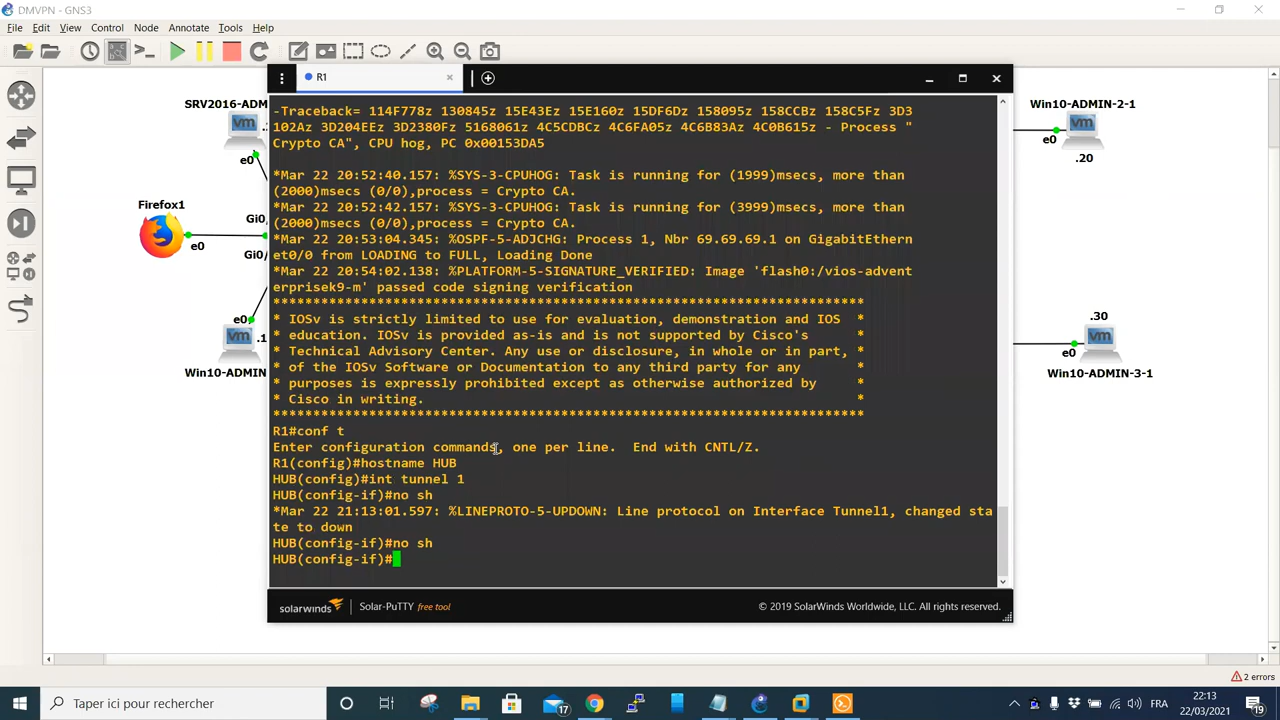 DMVPN - GNS3
File Edit View Control Node Annotate Tools Help
R1
SRV2016-ADM
e0
Firefox1
e0
Gi0/
Gi0/
e0
.1
Win10-ADMIN
Win10-ADMIN-2-1
e0
.20
.30
e0
Win10-ADMIN-3-1
-Traceback= 114F778z 130845z 15E43Ez 15E160z 15DF6Dz 158095z 158CCBz 158C5Fz 3D3
102Az 3D204EEz 3D2380Fz 5168061z 4C5CDBCz 4C6FA05z 4C6B83Az 4C0B615z - Process "
Crypto CA", CPU hog, PC 0x00153DA5
*Mar 22 20:52:40.157: %SYS-3-CPUHOG: Task is running for (1999)msecs, more than
(2000)msecs (0/0),process = Crypto CA.
*Mar 22 20:52:42.157: %SYS-3-CPUHOG: Task is running for (3999)msecs, more than
(2000)msecs (0/0),process = Crypto CA.
*Mar 22 20:53:04.345: %OSPF-5-ADJCHG: Process 1, Nbr 69.69.69.1 on GigabitEthern
et0/0 from LOADING to FULL, Loading Done
*Mar 22 20:54:02.138: %PLATFORM-5-SIGNATURE_VERIFIED: Image 'flash0:/vios-advent
erprisek9-m' passed code signing verification
**************************************************************************
* IOSv is strictly limited to use for evaluation, demonstration and IOS *
* education. IOSv is provided as-is and is not supported by Cisco's *
* Technical Advisory Center. Any use or disclosure, in whole or in part, *
* of the IOSv Software or Documentation to any third party for any *
* purposes is expressly prohibited except as otherwise authorized by *
* Cisco in writing. *
**************************************************************************
R1#conf t
Enter configuration commands, one per line. End with CNTL/Z.
R1(config)#hostname HUB
HUB(config)#int tunnel 1
HUB(config-if)#no sh
*Mar 22 21:13:01.597: %LINEPROTO-5-UPDOWN: Line protocol on Interface Tunnel1, changed sta
te to down
HUB(config-if)#no sh
HUB(config-if)#
solarwinds Solar-PuTTY free tool © 2019 SolarWinds Worldwide, LLC. All rights reserved.
2 errors
Taper ici pour rechercher
17
FRA
22:13
22/03/2021
19